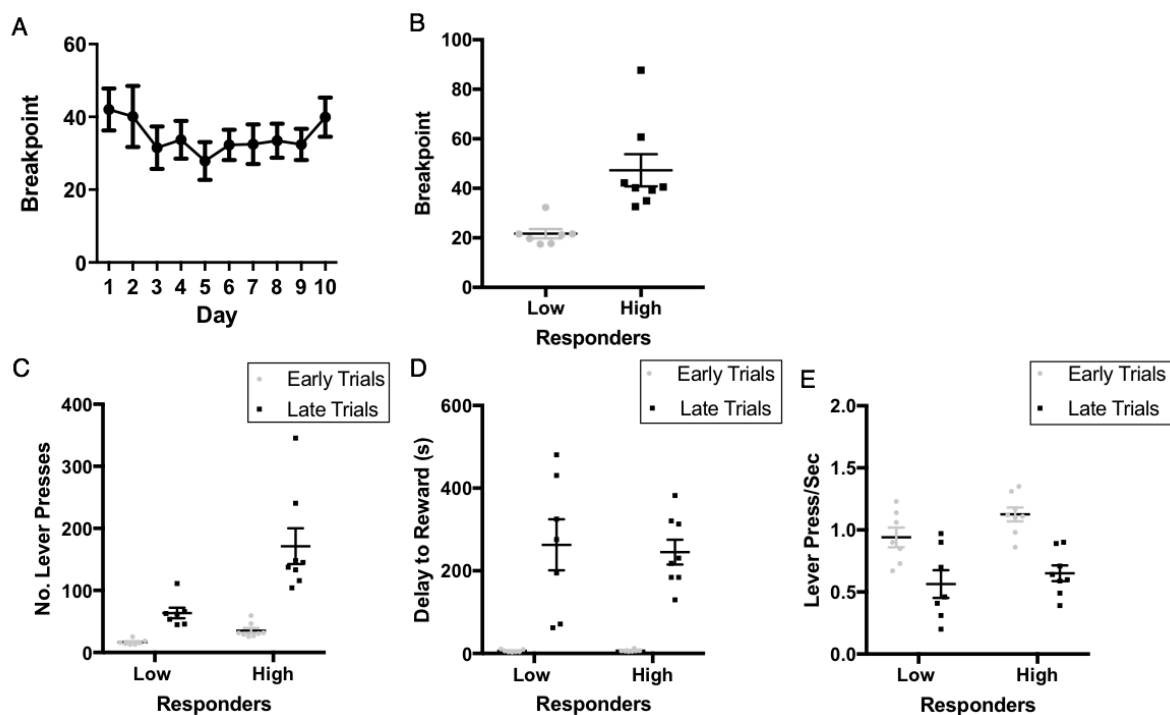 A
60
40
20
0
Breakpoint
1 2 3 4 5 6 7 8 9 10
Day
B
100
80
60
40
20
0
Breakpoint
Low High
Responders
C
Early Trials
Late Trials
400
300
200
100
0
No. Lever Presses
Low High
Responders
D
Early Trials
Late Trials
600
400
200
0
Delay to Reward (s)
Low High
Responders
E
Early Trials
Late Trials
2.0
1.5
1.0
0.5
0.0
Lever Press/Sec
Low High
Responders